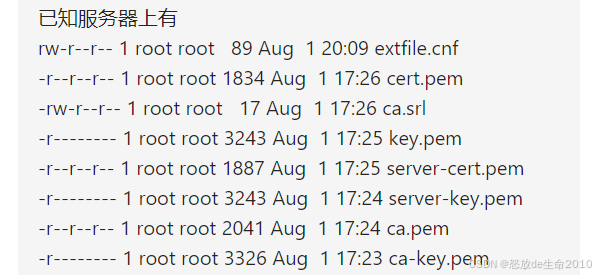 已知服务器上有
rw-r--r-- 1 root root   89 Aug  1 20:09 extfile.cnf
-r--r--r-- 1 root root 1834 Aug  1 17:26 cert.pem
-rw-r--r-- 1 root root   17 Aug  1 17:26 ca.srl
-r-------- 1 root root 3243 Aug  1 17:25 key.pem
-r--r--r-- 1 root root 1887 Aug  1 17:25 server-cert.pem
-r-------- 1 root root 3243 Aug  1 17:24 server-key.pem
-r--r--r-- 1 root root 2041 Aug  1 17:24 ca.pem
-r-------- 1 root root 3326 Aug  1 17:23 ca-key.pem
CSDN @怒放de生命2010